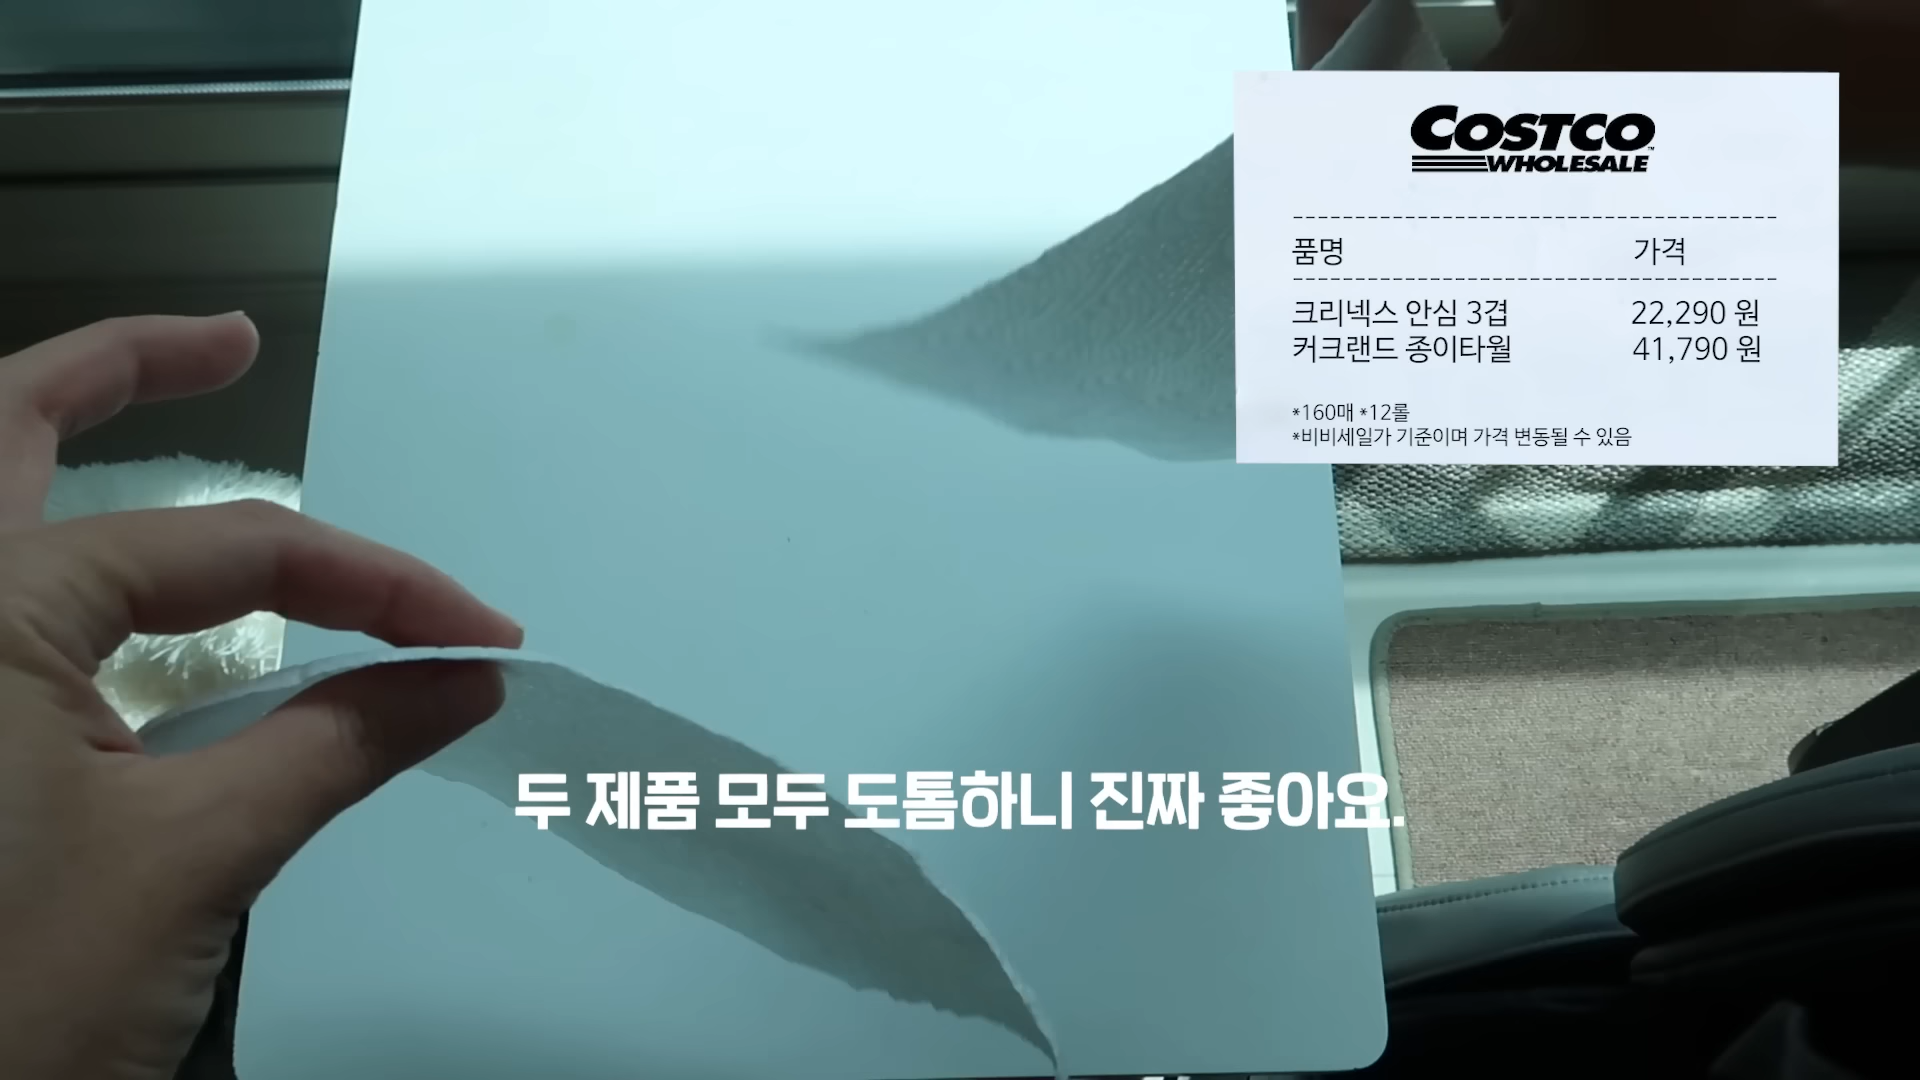 COSTCO
WHOLESALE
품명 가격
크리넥스 안심 3겹 22,290 원
커크랜드 종이타월 41,790 원
*160매 *12롤
*비비세일가 기준이며 가격 변동될 수 있음
두 제품 모두 도톰하니 진짜 좋아요.